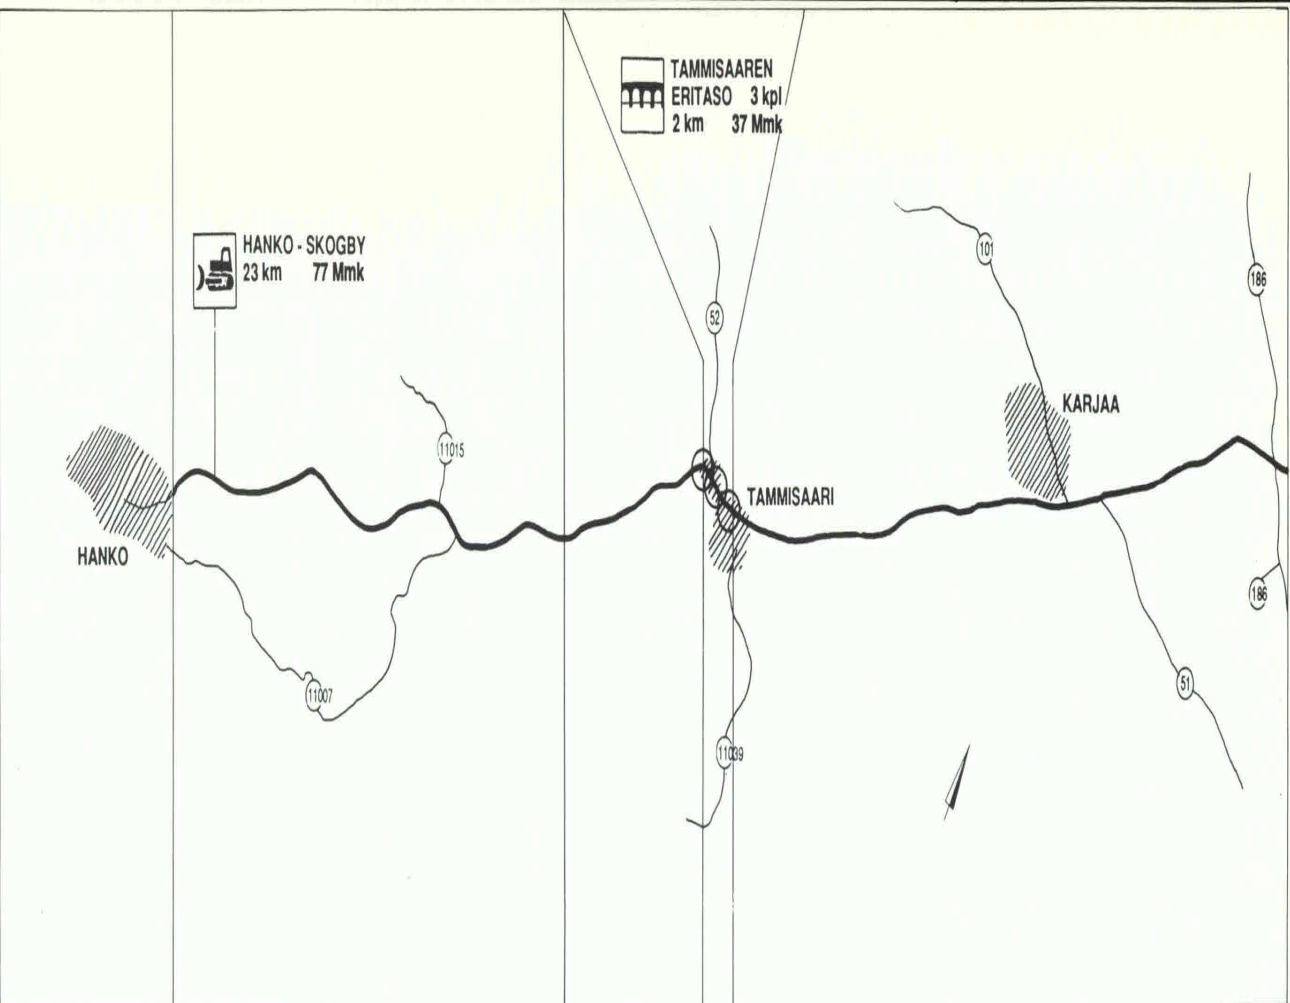 TAMMISAAREN
ERITASO 3 kpl
2 km 37 Mmk
HANKO - SKOGBY
23 km 77 Mmk
101
186
52
KARJAA
11015
TAMMISAARI
HANKO
186
51
11007
11039